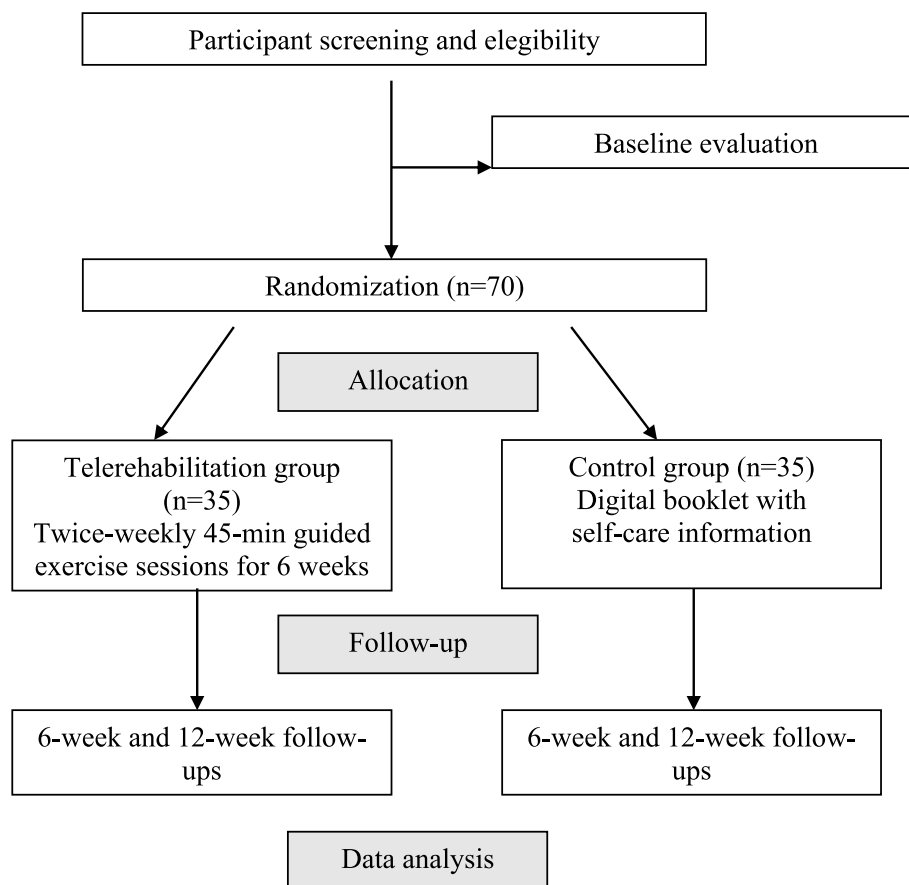 Participant screening and elegibility
Baseline evaluation
Randomization (n=70)
Allocation
Telerehabilitation group
(n=35)
Twice-weekly 45-min guided
exercise sessions for 6 weeks
Control group (n=35)
Digital booklet with
self-care information
Follow-up
6-week and 12-week follow-
ups
6-week and 12-week follow-
ups
Data analysis